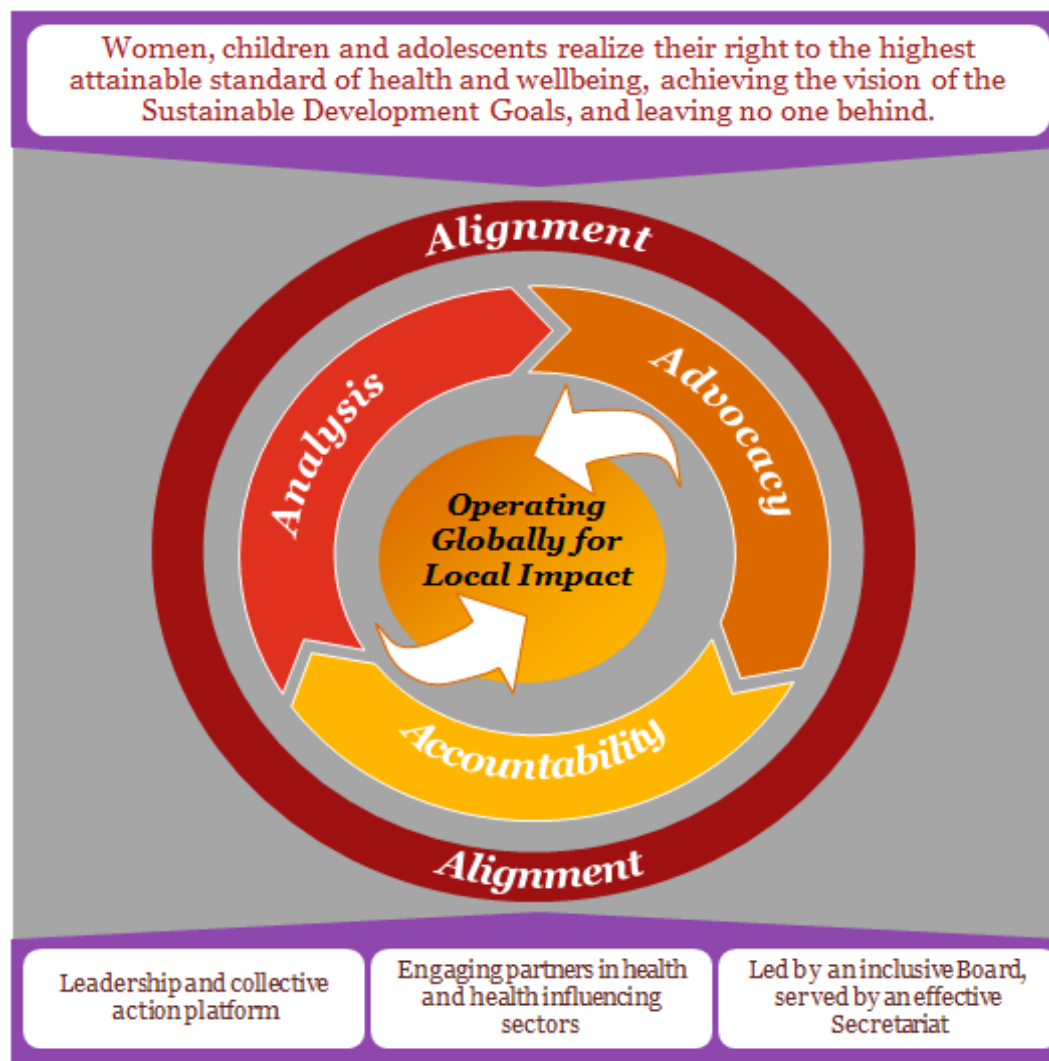 Women, children and adolescents realize their right to the highest
attainable standard of health and wellbeing, achieving the vision of the
Sustainable Development Goals, and leaving no one behind.
Alignment
Analysis
Advocacy
Operating
Globally for
Local Impact
Accountability
Alignment
Leadership and collective
action platform
Engaging partners in health
and health influencing
sectors
Led by an inclusive Board,
served by an effective
Secretariat